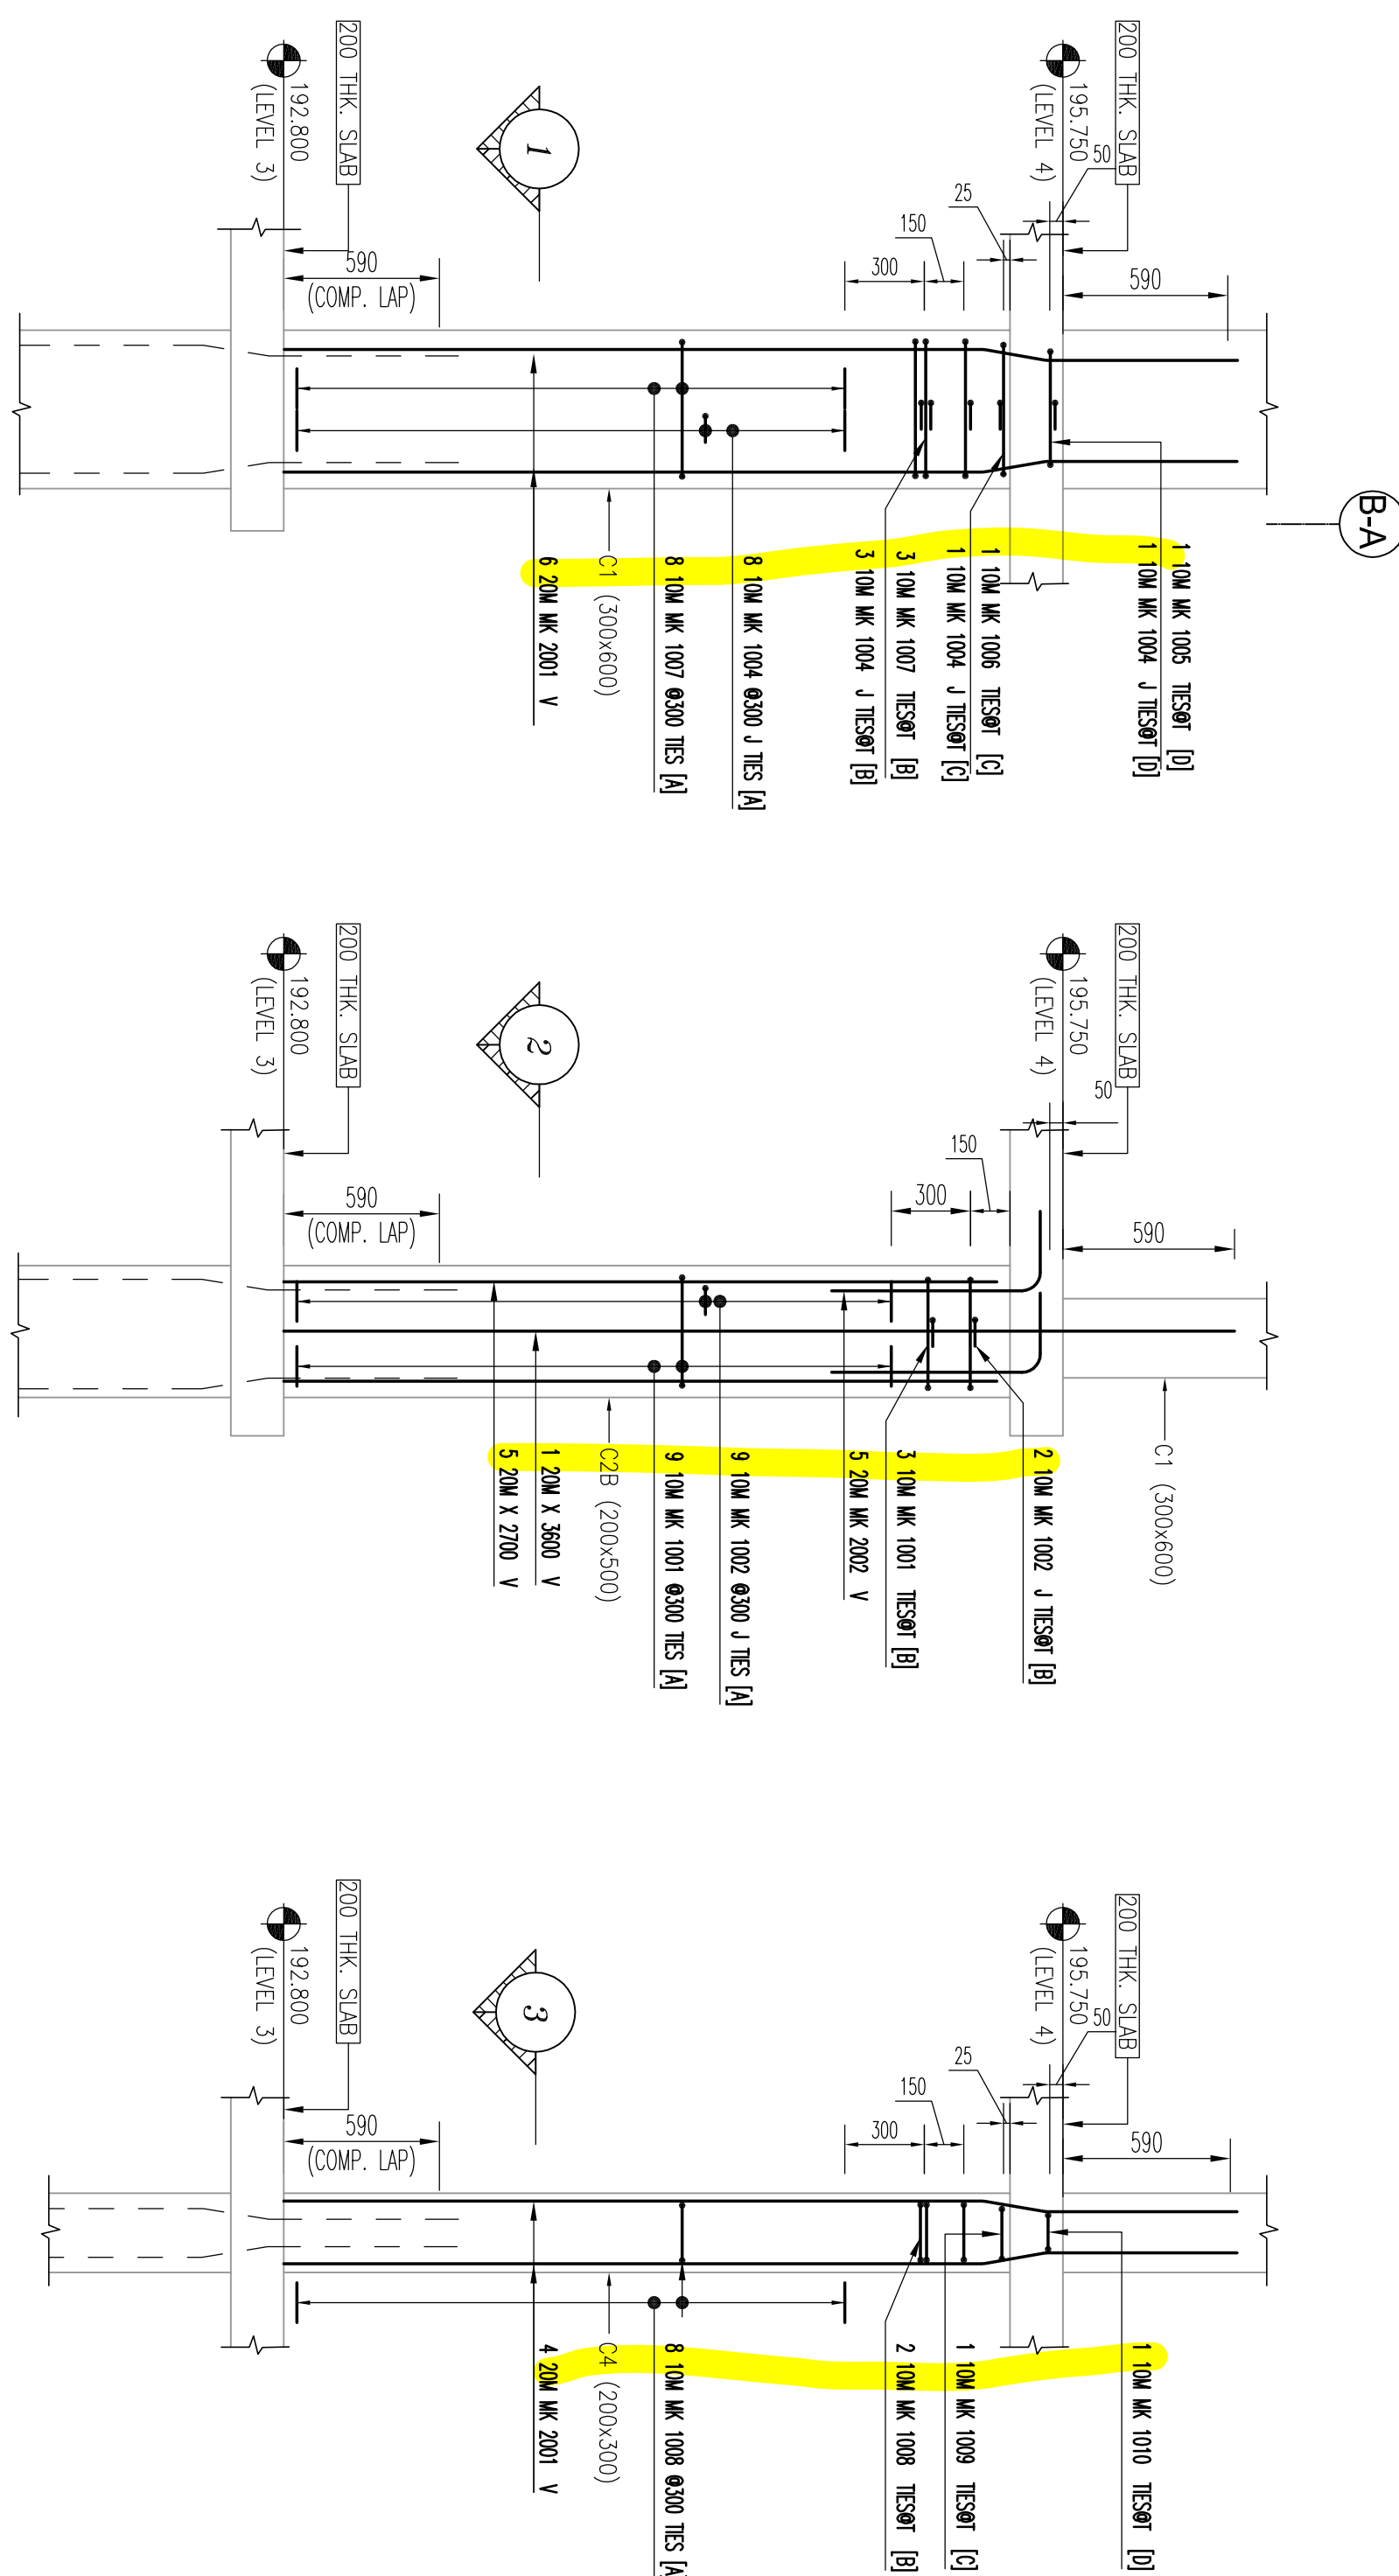 B-A
200 THK. SLAB
195.750
(LEVEL 4)
50
25
150
300
590
1 10M MK 1005 TIES@T [D]
1 10M MK 1004 J TIES@T [D]
1 10M MK 1006 TIES@T [C]
1 10M MK 1004 J TIES@T [C]
3 10M MK 1007 TIES@T [B]
3 10M MK 1004 J TIES@T [B]
8 10M MK 1004 @300 J TIES [A]
8 10M MK 1007 @300 TIES [A]
C1 (300x600)
6 20M MK 2001 V
1
590
(COMP. LAP)
200 THK. SLAB
192.800
(LEVEL 3)
200 THK. SLAB
195.750
(LEVEL 4)
50
150
300
590
C1 (300x600)
2 10M MK 1002 J TIES@T [B]
3 10M MK 1001 TIES@T [B]
5 20M MK 2002 V
9 10M MK 1002 @300 J TIES [A]
9 10M MK 1001 @300 TIES [A]
C2B (200x500)
1 20M X 3600 V
5 20M X 2700 V
2
590
(COMP. LAP)
200 THK. SLAB
192.800
(LEVEL 3)
200 THK. SLAB
195.750
(LEVEL 4)
50
25
150
300
590
1 10M MK 1010 TIES@T [D]
1 10M MK 1009 TIES@T [C]
2 10M MK 1008 TIES@T [B]
8 10M MK 1008 @300 TIES [A
C4 (200x300)
4 20M MK 2001 V
3
590
(COMP. LAP)
200 THK. SLAB
192.800
(LEVEL 3)